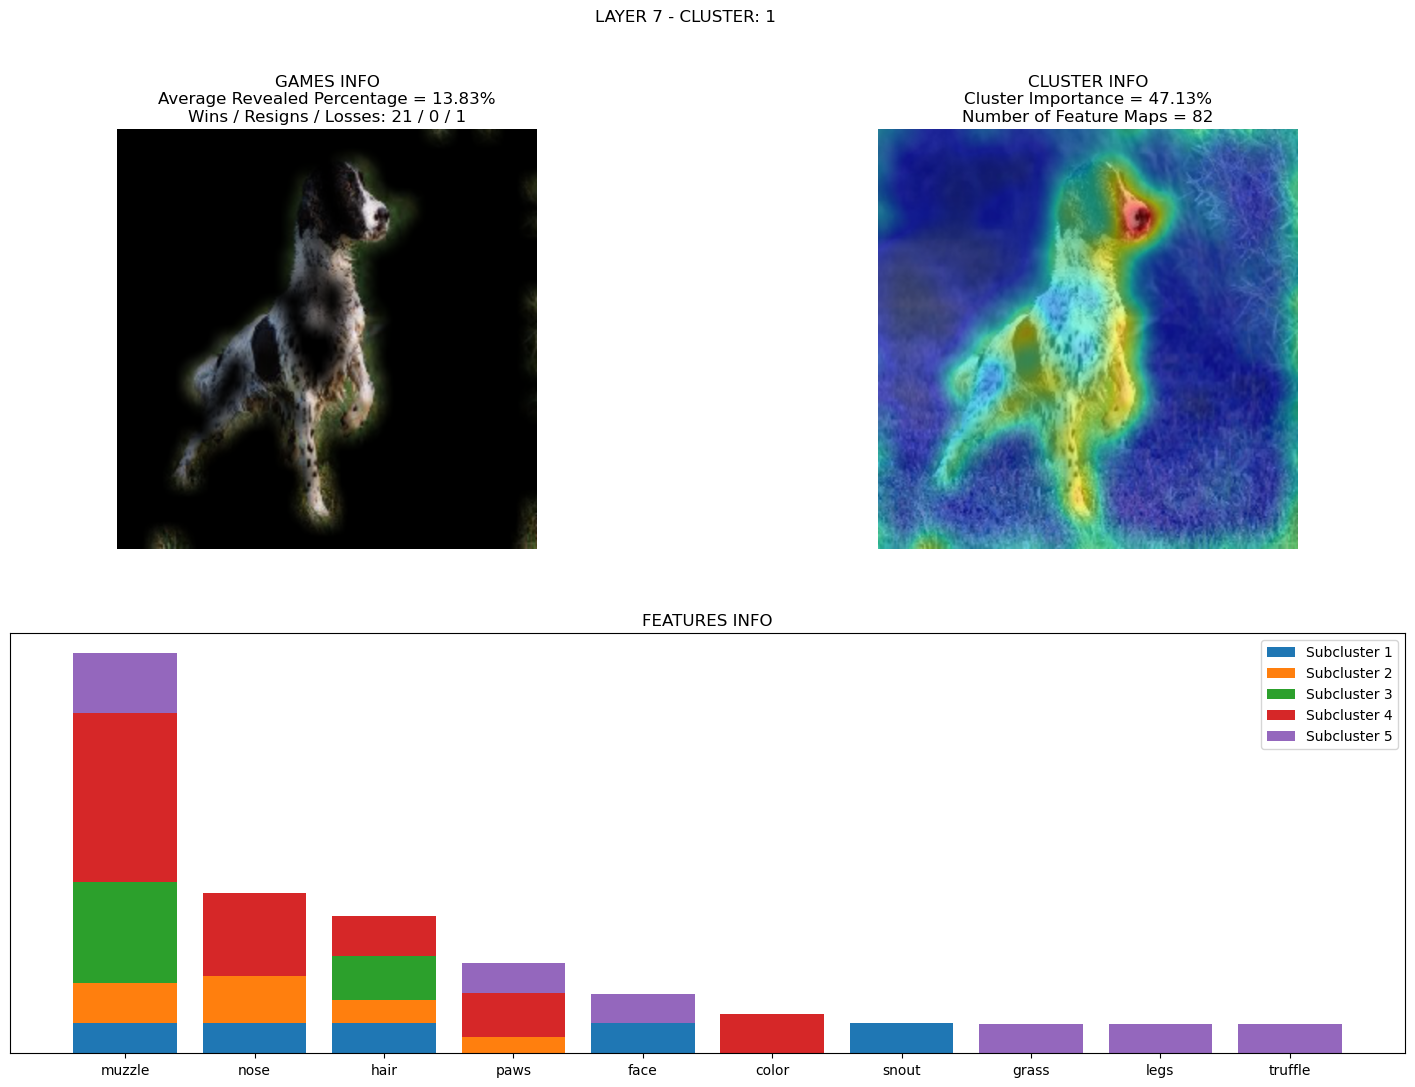 LAYER 7 - CLUSTER: 1
GAMES INFO
Average Revealed Percentage = 13.83%
Wins / Resigns / Losses: 21 / 0 / 1
CLUSTER INFO
Cluster Importance = 47.13%
Number of Feature Maps = 82
FEATURES INFO
Subcluster 1
Subcluster 2
Subcluster 3
Subcluster 4
Subcluster 5
muzzle nose hair paws face color snout grass legs truffle